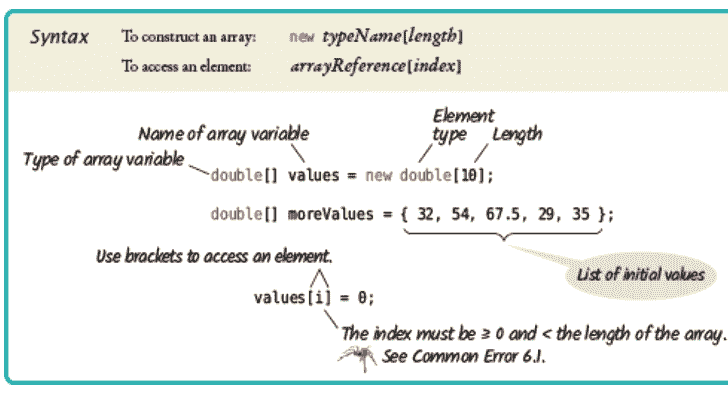 Syntax To construct an array: new typeName[length]
To access an element: arrayReference[index]
Element
Name of array variable type Length
Type of array variable
double[] values = new double[10];
double[] moreValues = { 32, 54, 67.5, 29, 35 };
Use brackets to access an element.
List of initial values
values[i] = 0;
The index must be ≥ 0 and < the length of the array.
See Common Error 6.1.